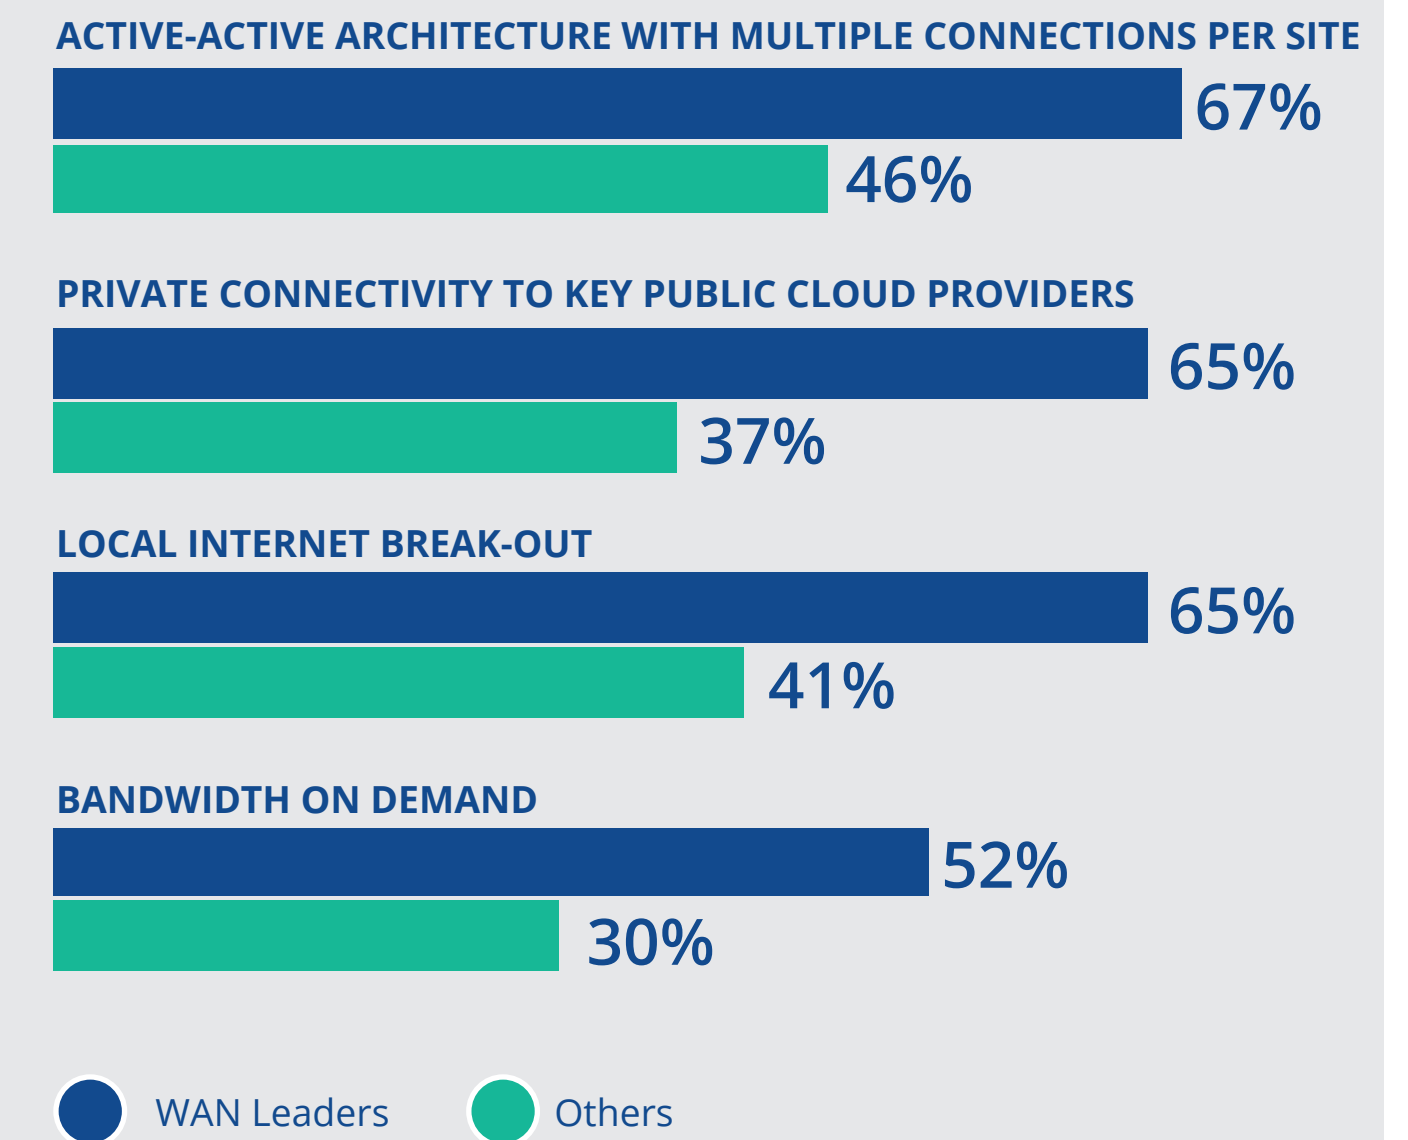 ACTIVE-ACTIVE ARCHITECTURE WITH MULTIPLE CONNECTIONS PER SITE
67%
46%
PRIVATE CONNECTIVITY TO KEY PUBLIC CLOUD PROVIDERS
65%
37%
LOCAL INTERNET BREAK-OUT
65%
41%
BANDWIDTH ON DEMAND
52%
30%
WAN Leaders
Others